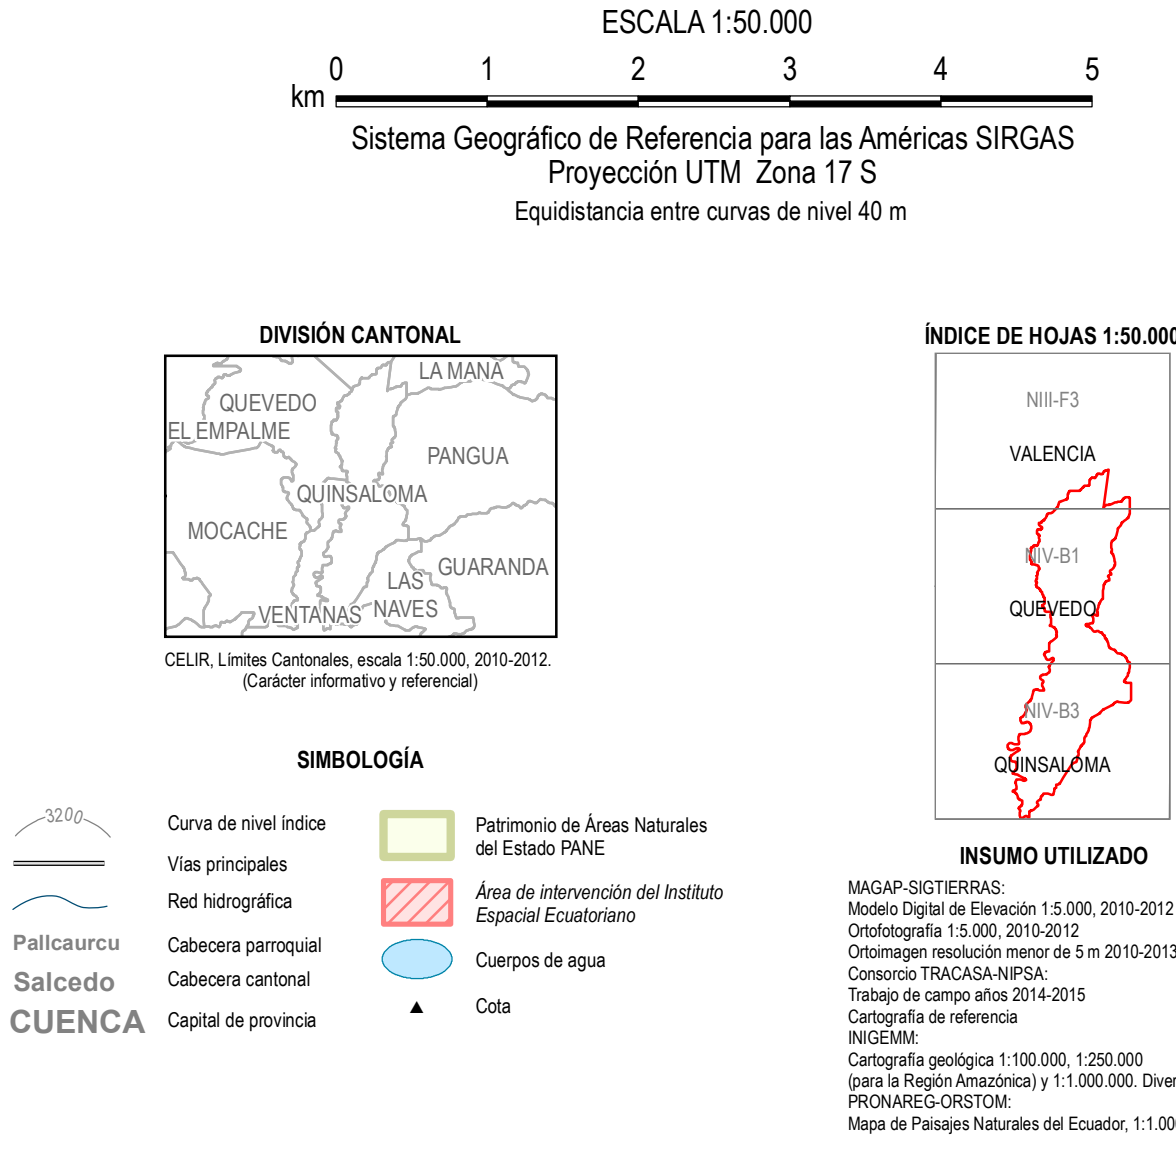 ESCALA 1:50.000
0 1 2 3 4 5
km
Sistema Geográfico de Referencia para las Américas SIRGAS
Proyección UTM Zona 17 S
Equidistancia entre curvas de nivel 40 m
DIVISIÓN CANTONAL
LA MANÁ
QUEVEDO
EL EMPALME
PANGUA
QUINSALOMA
MOCACHE
GUARANDA
LAS
NAVES
VENTANAS
CELIR, Límites Cantonales, escala 1:50.000, 2010-2012.
(Carácter informativo y referencial)
ÍNDICE DE HOJAS 1:50.000
NIII-F3
VALENCIA
NIV-B1
QUEVEDO
NIV-B3
QUINSALOMA
SIMBOLOGÍA
3200
Curva de nivel índice
Vías principales
Red hidrográfica
Pallcaurcu
Cabecera parroquial
Salcedo
Cabecera cantonal
CUENCA
Capital de provincia
Patrimonio de Áreas Naturales
del Estado PANE
Área de intervención del Instituto
Espacial Ecuatoriano
Cuerpos de agua
Cota
INSUMO UTILIZADO
MAGAP-SIGTIERRAS:
Modelo Digital de Elevación 1:5.000, 2010-2012
Ortofotografía 1:5.000, 2010-2012
Ortoimagen resolución menor de 5 m 2010-2013
Consorcio TRACASA-NIPSA:
Trabajo de campo años 2014-2015
Cartografía de referencia
INIGEMM:
Cartografía geológica 1:100.000, 1:250.000
(para la Región Amazónica) y 1:1.000.000. Diver
PRONAREG-ORSTOM:
Mapa de Paisajes Naturales del Ecuador, 1:1.00